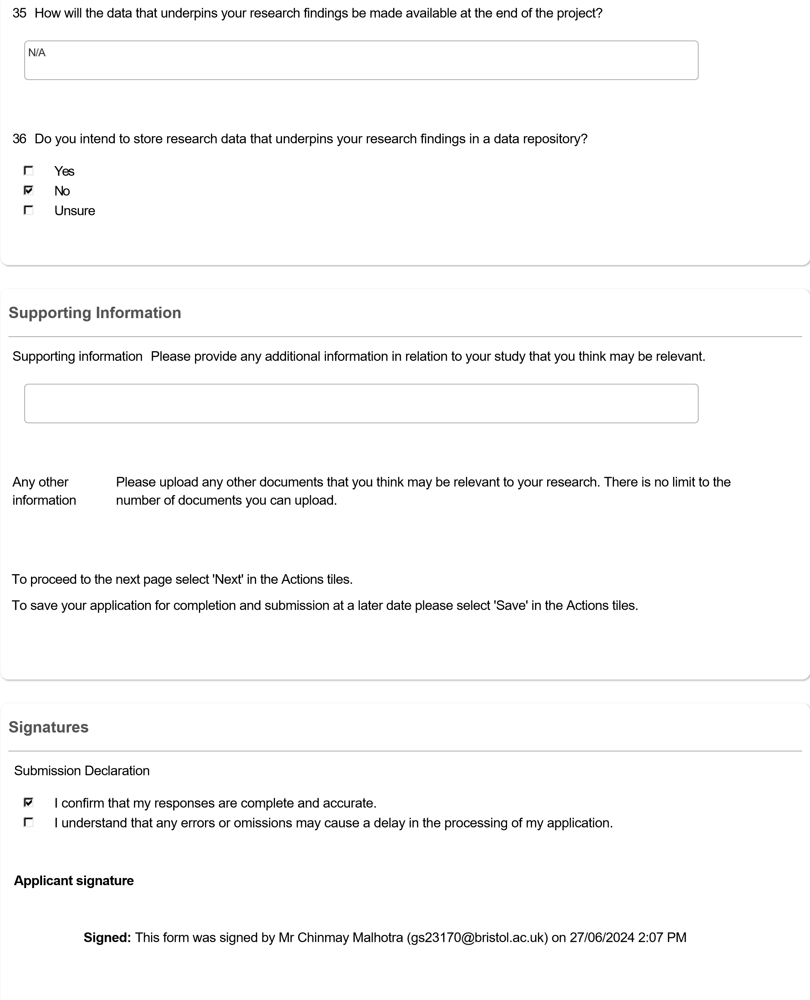 35 How will the data that underpins your research findings be made available at the end of the project?
N/A
36 Do you intend to store research data that underpins your research findings in a data repository?
Yes
No
Unsure
Supporting Information
Supporting information Please provide any additional information in relation to your study that you think may be relevant.
Any other information
Please upload any other documents that you think may be relevant to your research. There is no limit to the
number of documents you can upload.
To proceed to the next page select 'Next' in the Actions tiles.
To save your application for completion and submission at a later date please select 'Save' in the Actions tiles.
Signatures
Submission Declaration
I confirm that my responses are complete and accurate.
I understand that any errors or omissions may cause a delay in the processing of my application.
Applicant signature
Signed: This form was signed by Mr Chinmay Malhotra (gs23170@bristol.ac.uk) on 27/06/2024 2:07 PM